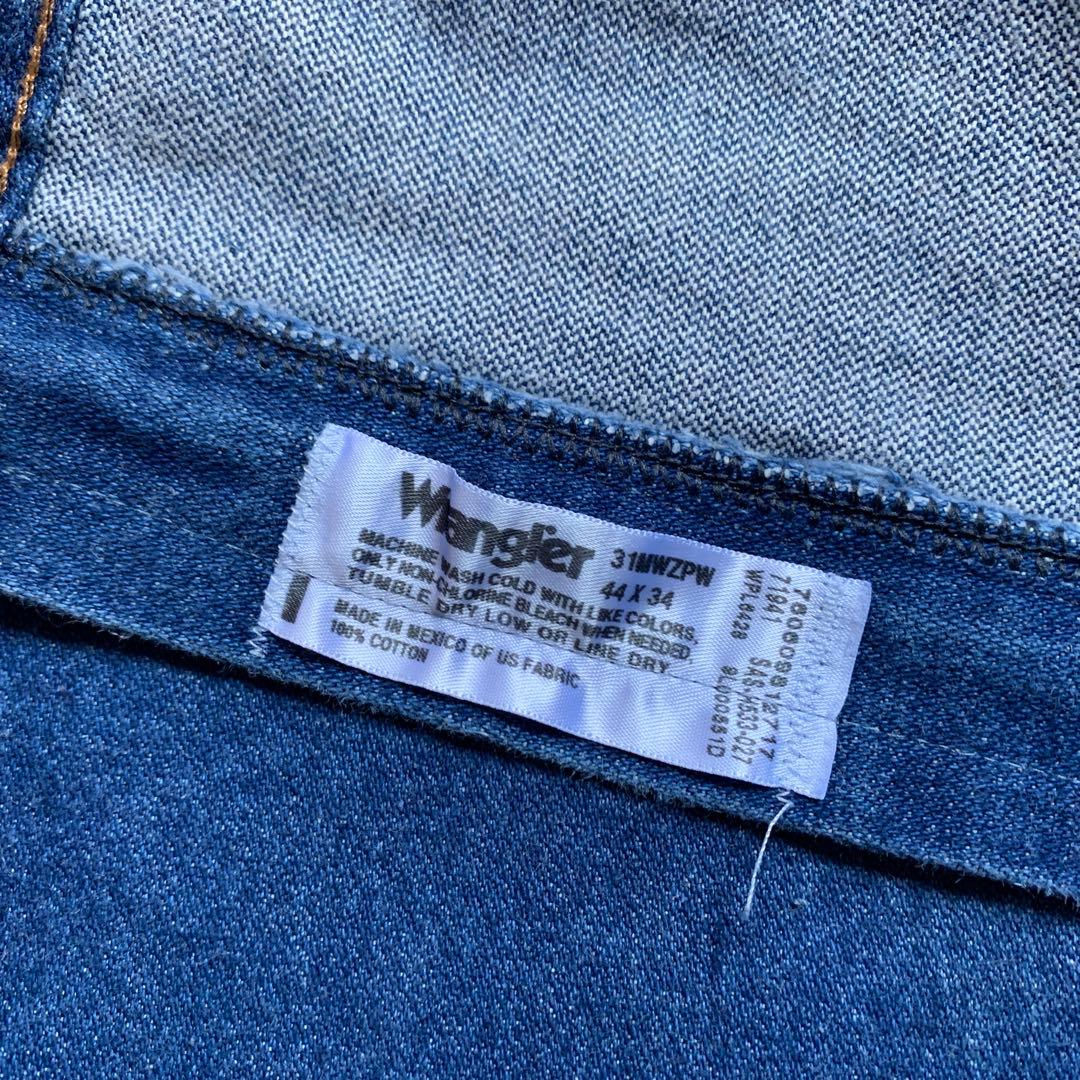 Wrangler
31MWZPW
44 X 34
MACHINE WASH COLD WITH LIKE COLORS,
ONLY NON-CHLORINE BLEACH WHEN NEEDED,
TUMBLE DRY LOW OR LINE DRY
MADE IN MEXICO OF US FABRIC
100% COTTON
7194